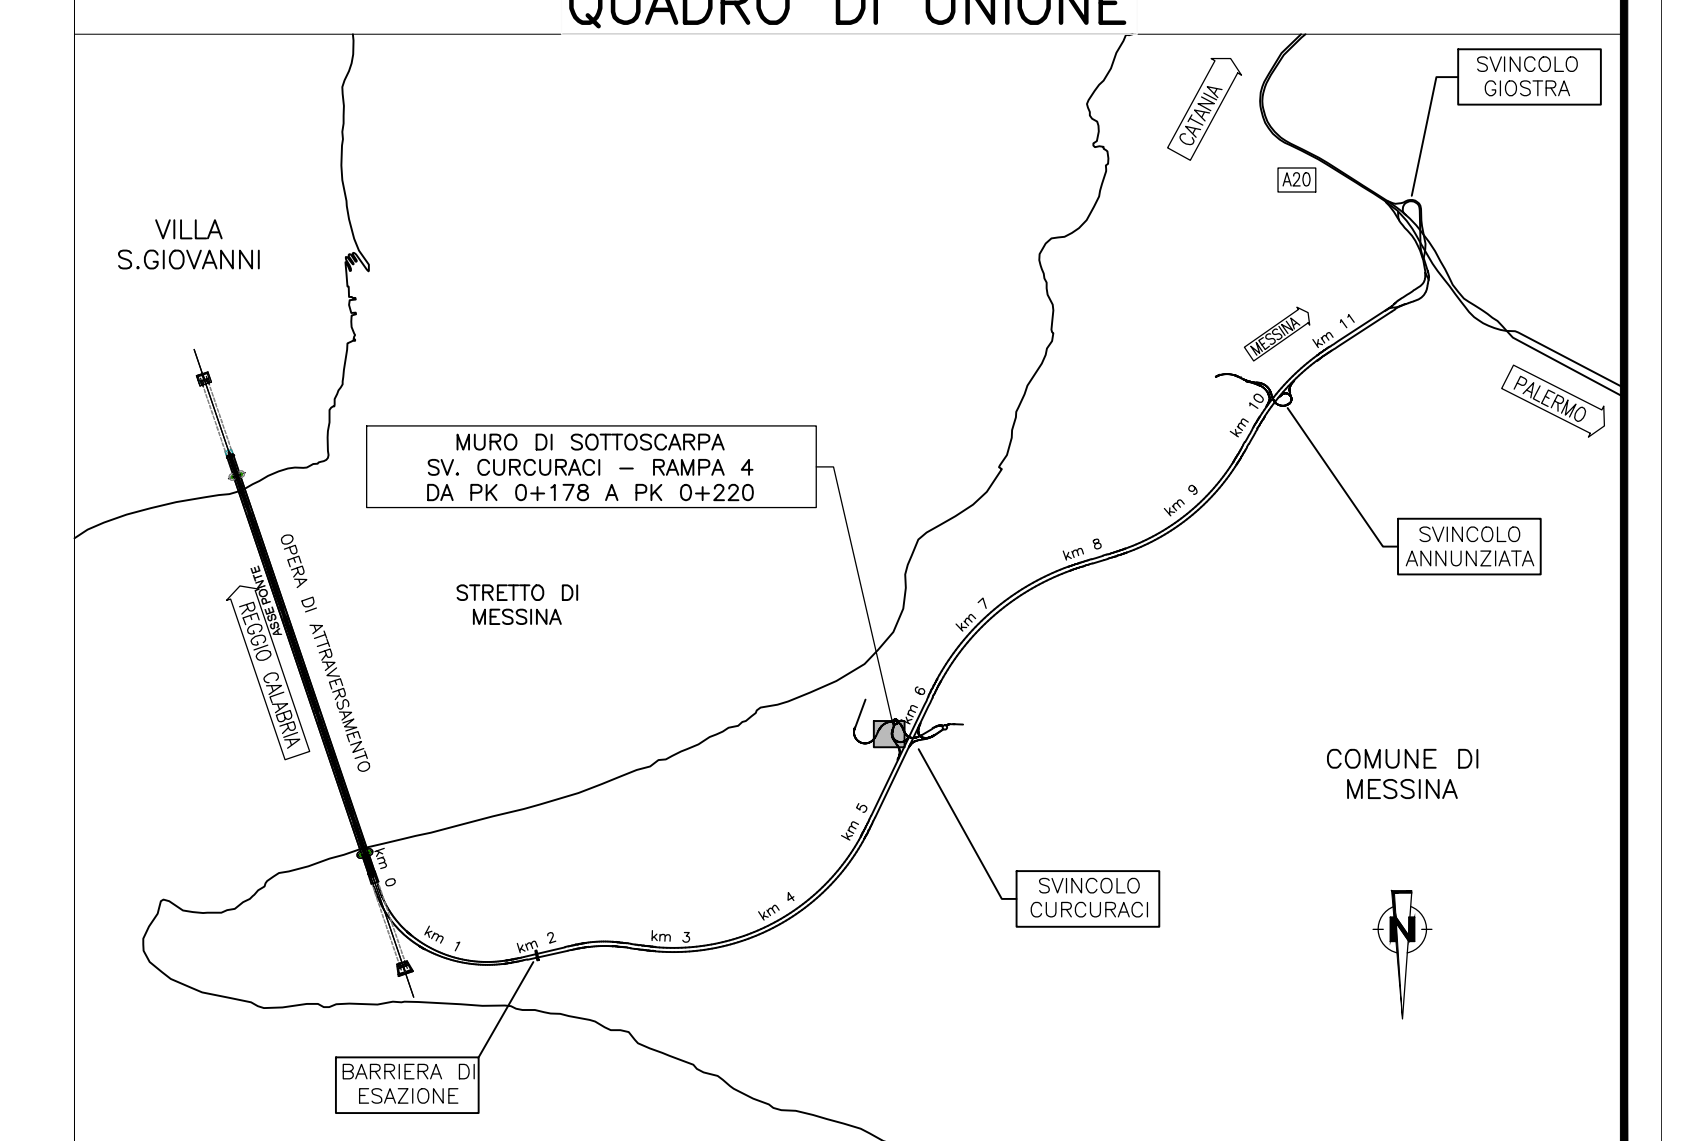 QUADRO DI UNIONE
SVINCOLO
GIOSTRA
CATANIA
A20
VILLA
S.GIOVANNI
MESSINA
km 11
PALERMO
km 10
MURO DI SOTTOSCARPA
SV. CURCURACI – RAMPA 4
DA PK 0+178 A PK 0+220
km 9
SVINCOLO
ANNUNZIATA
km 8
OPERA DI ATTRAVERSAMENTO
ASSE PONTE
REGGIO CALABRIA
STRETTO DI
MESSINA
km 7
km 6
COMUNE DI
MESSINA
km 5
km 0
SVINCOLO
CURCURACI
km 4
km 3
km 2
km 1
N
BARRIERA DI
ESAZIONE